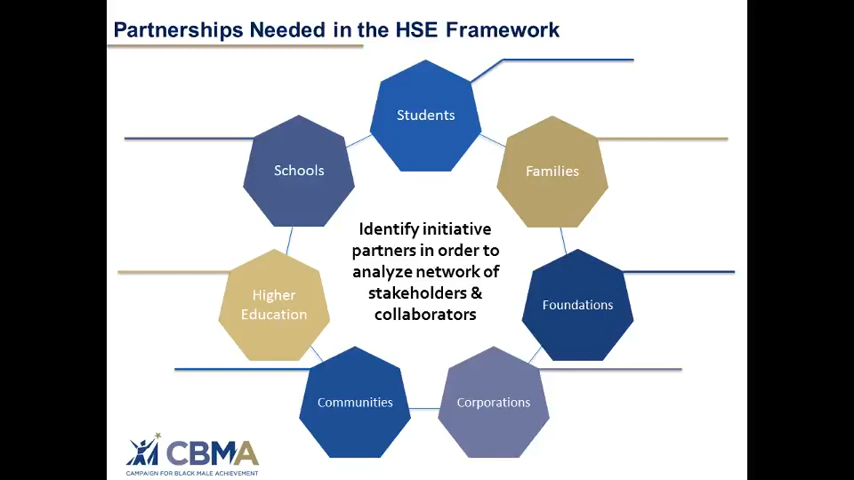 Partnerships Needed in the HSE Framework
Students
Schools
Families
Identify initiative
partners in order to
analyze network of
stakeholders &
collaborators
Higher
Education
Foundations
Communities
Corporations
CBMA
CAMPAIGN FOR BLACK MALE ACHIEVEMENT